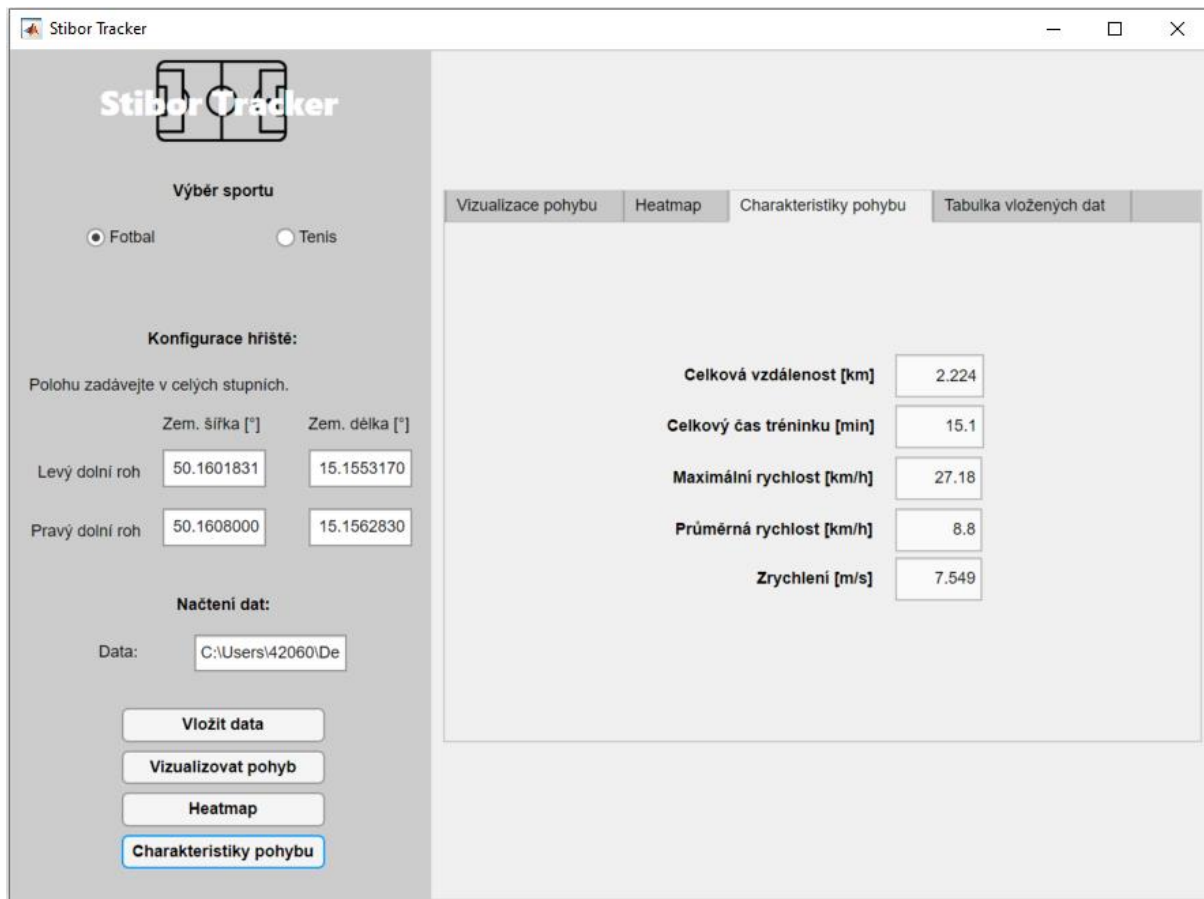 Stibor Tracker
Stibor Tracker
Výběr sportu
Fotbal Tenis
Konfigurace hřiště:
Polohu zadávejte v celých stupních.
Zem. šířka [°] Zem. délka [°]
Levý dolní roh 50.1601831 15.1553170
Pravý dolní roh 50.1608000 15.1562830
Načtení dat:
Data: C:\Users\42060\De
Vložit data
Vizualizovat pohyb
Heatmap
Charakteristiky pohybu
Vizualizace pohybu Heatmap Charakteristiky pohybu Tabulka vložených dat
Celková vzdálenost [km] 2.224
Celkový čas tréninku [min] 15.1
Maximální rychlost [km/h] 27.18
Průměrná rychlost [km/h] 8.8
Zrychlení [m/s] 7.549